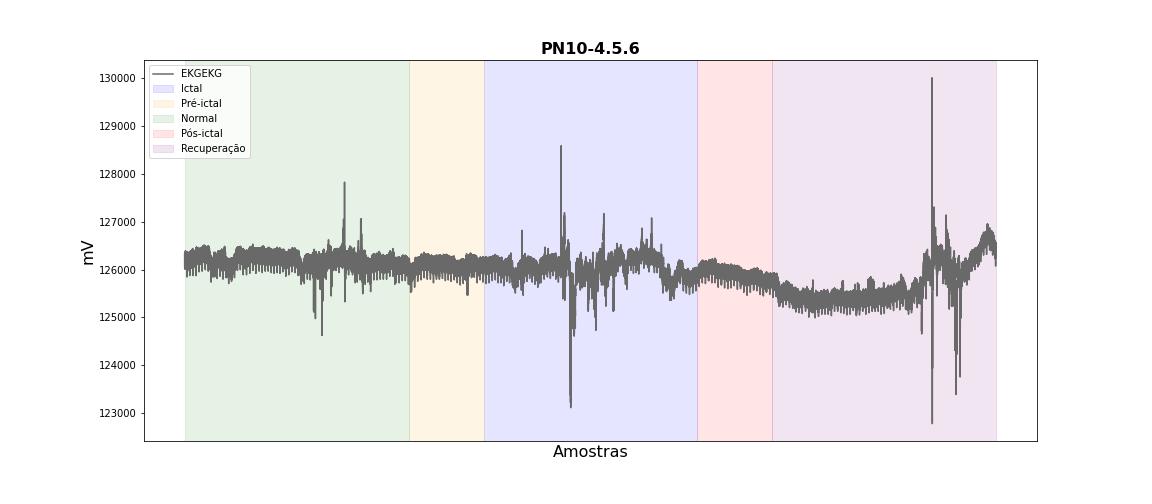 PN10-4.5.6
EKGEKG
Ictal
Pré-ictal
Normal
Pós-ictal
Recuperação
130000
129000
128000
127000
126000
125000
124000
123000
mV
Amostras